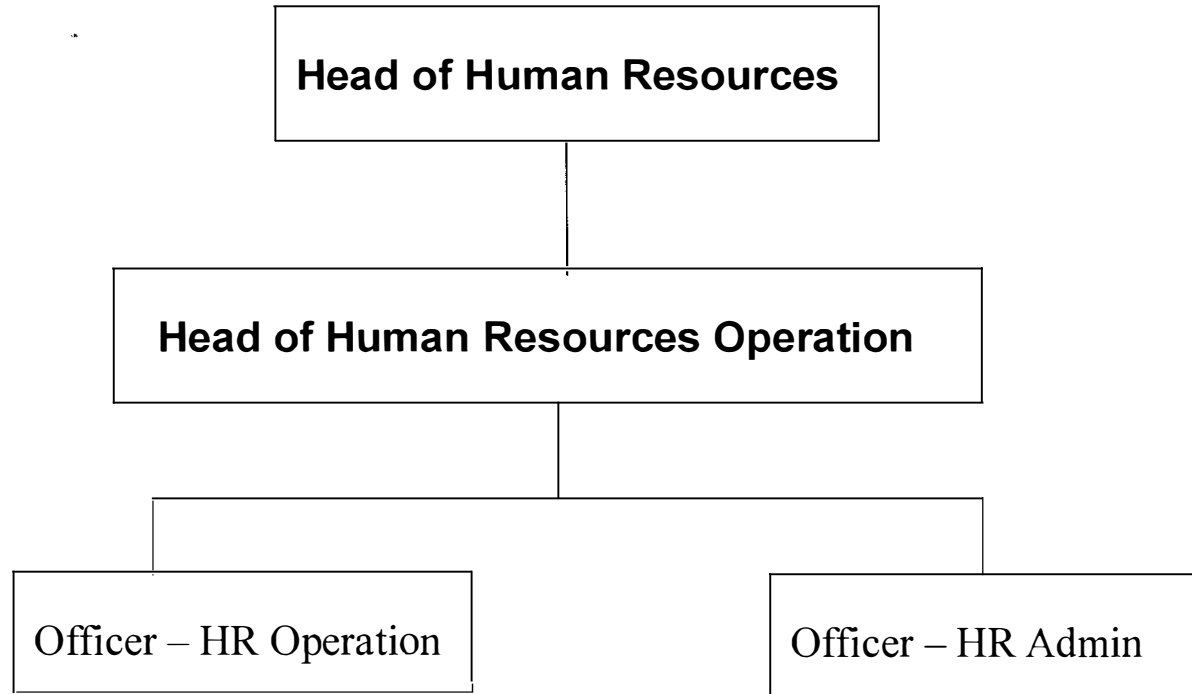 Head of Human Resources
Head of Human Resources Operation
Officer – HR Operation
Officer – HR Admin